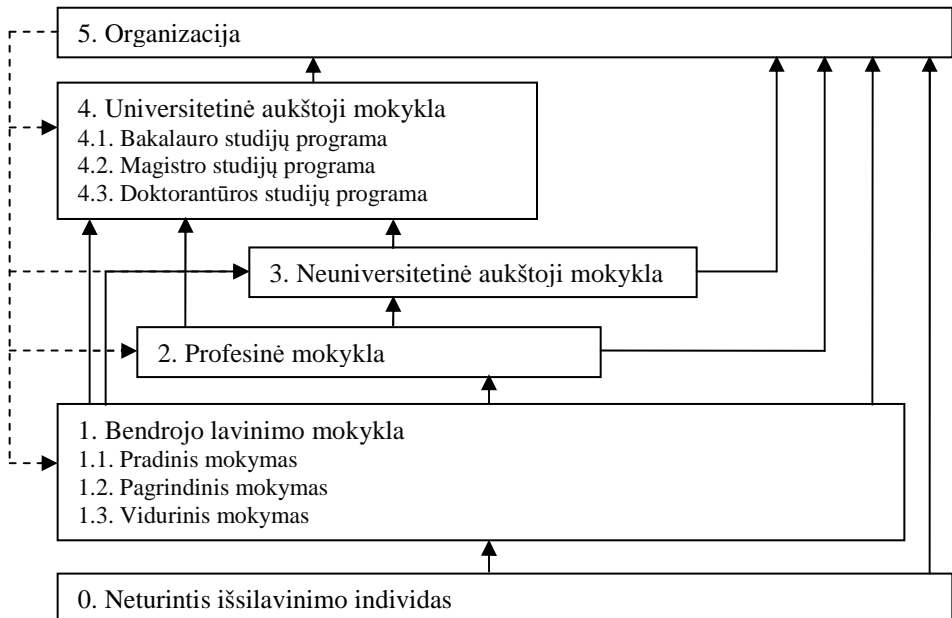 5. Organizacija
4. Universitetinė aukštoji mokykla
4.1. Bakalauro studijų programa
4.2. Magistro studijų programa
4.3. Doktorantūros studijų programa
3. Neuniversitetinė aukštoji mokykla
2. Profesinė mokykla
1. Bendrojo lavinimo mokykla
1.1. Pradinis mokymas
1.2. Pagrindinis mokymas
1.3. Vidurinis mokymas
0. Neturintis išsilavinimo individas